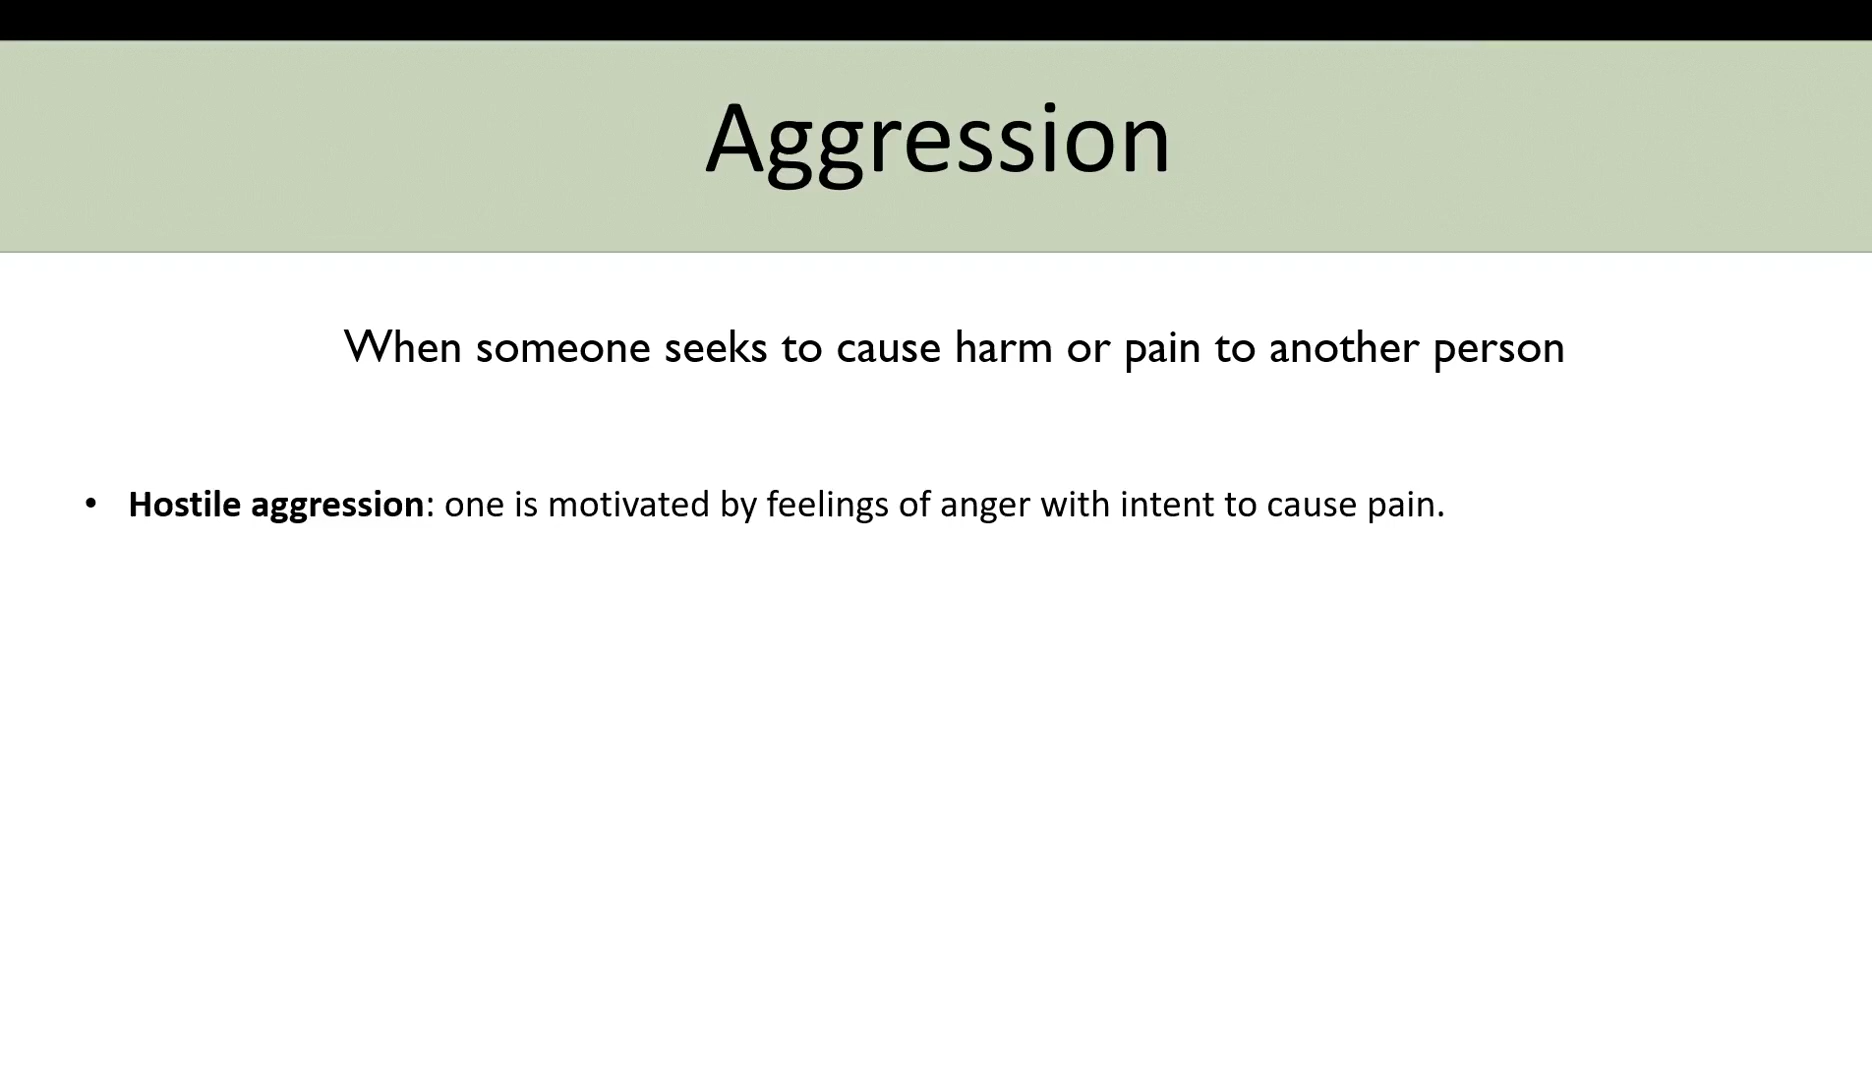 Aggression
When someone seeks to cause harm or pain to another person
• Hostile aggression: one is motivated by feelings of anger with intent to cause pain.